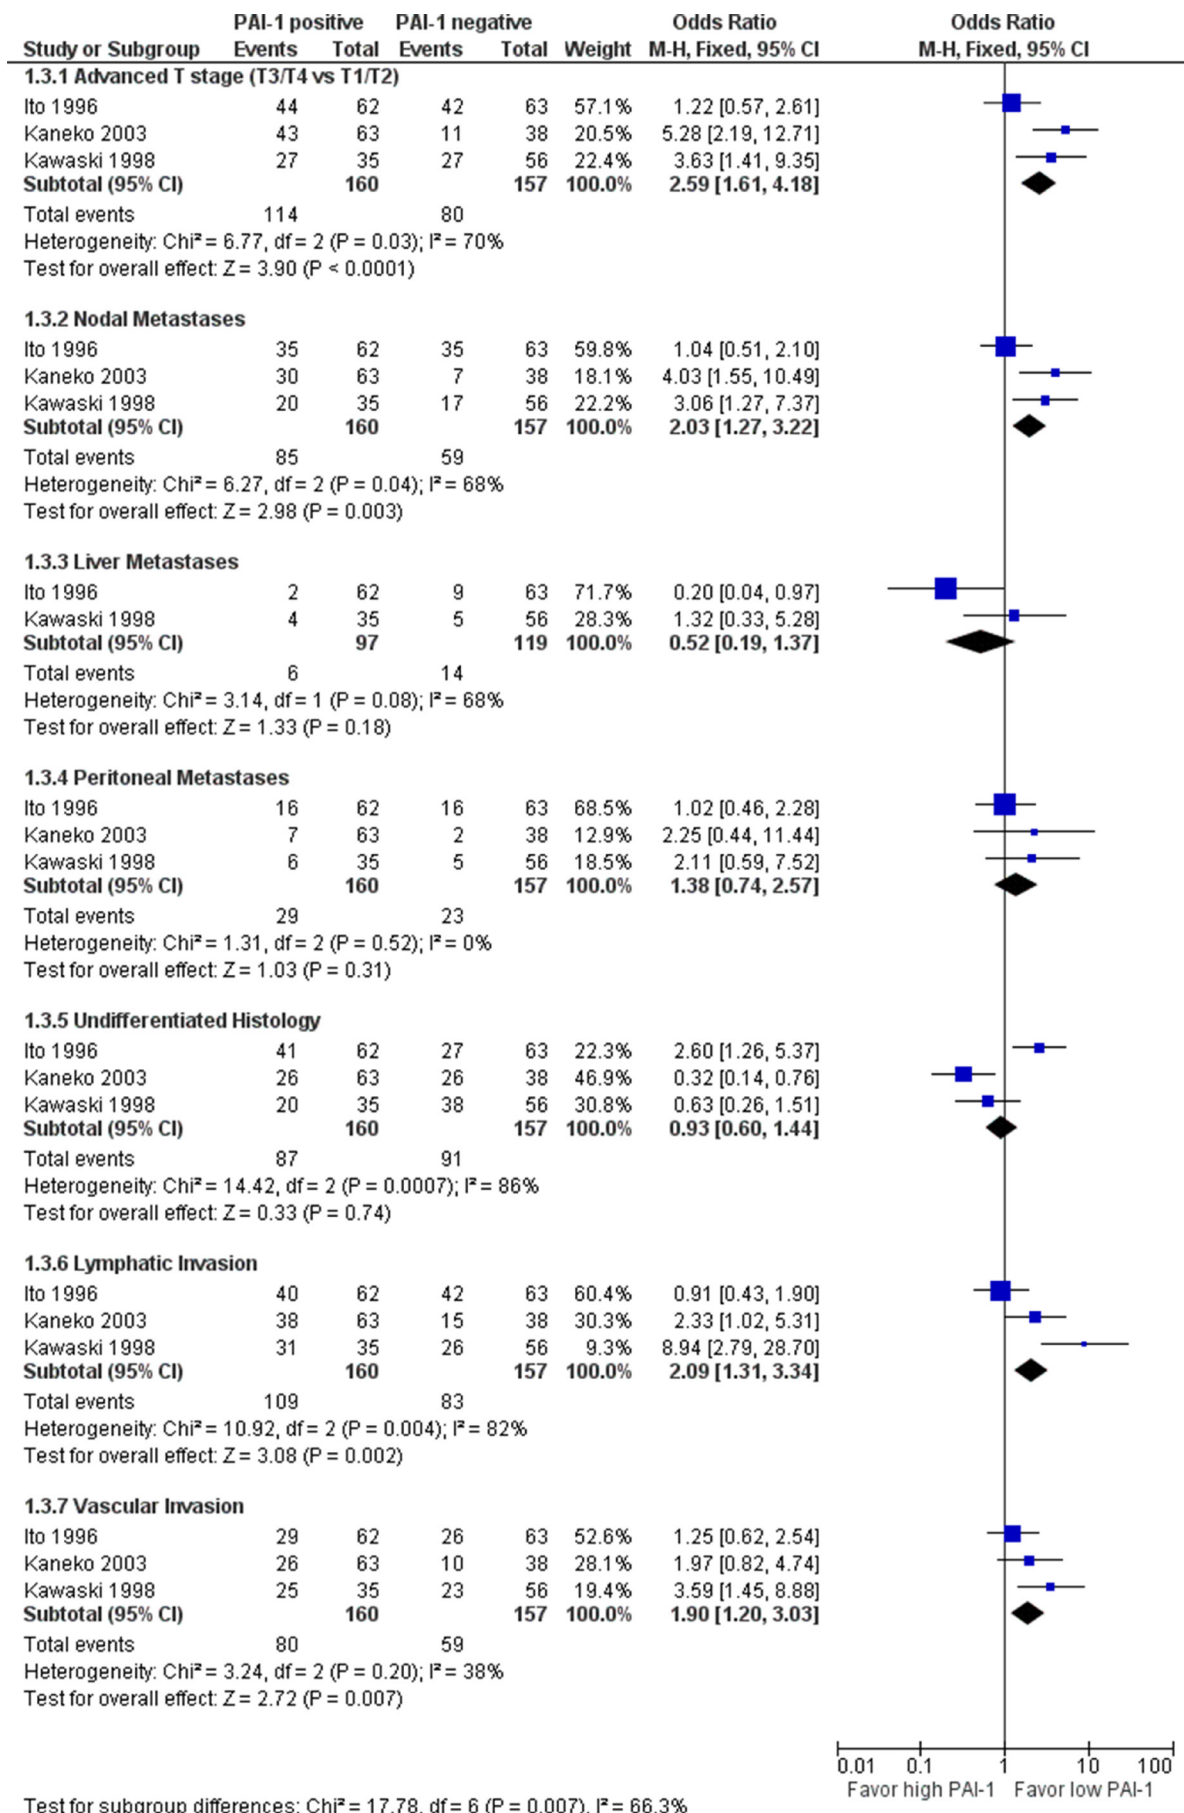 PAI-1 positive PAI-1 negative Odds Ratio Odds Ratio
Study or Subgroup Events Total Events Total Weight M-H, Fixed, 95% CI M-H, Fixed, 95% CI
1.3.1 Advanced T stage (T3/T4 vs T1/T2)
Ito 1996 44 62 42 63 57.1% 1.22 [0.57, 2.61]
Kaneko 2003 43 63 11 38 20.5% 5.28 [2.19, 12.71]
Kawaski 1998 27 35 27 56 22.4% 3.63 [1.41, 9.35]
Subtotal (95% CI) 160 157 100.0% 2.59 [1.61, 4.18]
Total events 114 80
Heterogeneity: Chi² = 6.77, df = 2 (P = 0.03); I² = 70%
Test for overall effect: Z = 3.90 (P < 0.0001)
1.3.2 Nodal Metastases
Ito 1996 35 62 35 63 59.8% 1.04 [0.51, 2.10]
Kaneko 2003 30 63 7 38 18.1% 4.03 [1.55, 10.49]
Kawaski 1998 20 35 17 56 22.2% 3.06 [1.27, 7.37]
Subtotal (95% CI) 160 157 100.0% 2.03 [1.27, 3.22]
Total events 85 59
Heterogeneity: Chi² = 6.27, df = 2 (P = 0.04); I² = 68%
Test for overall effect: Z = 2.98 (P = 0.003)
1.3.3 Liver Metastases
Ito 1996 2 62 9 63 71.7% 0.20 [0.04, 0.97]
Kawaski 1998 4 35 5 56 28.3% 1.32 [0.33, 5.28]
Subtotal (95% CI) 97 119 100.0% 0.52 [0.19, 1.37]
Total events 6 14
Heterogeneity: Chi² = 3.14, df = 1 (P = 0.08); I² = 68%
Test for overall effect: Z = 1.33 (P = 0.18)
1.3.4 Peritoneal Metastases
Ito 1996 16 62 16 63 68.5% 1.02 [0.46, 2.28]
Kaneko 2003 7 63 2 38 12.9% 2.25 [0.44, 11.44]
Kawaski 1998 6 35 5 56 18.5% 2.11 [0.59, 7.52]
Subtotal (95% CI) 160 157 100.0% 1.38 [0.74, 2.57]
Total events 29 23
Heterogeneity: Chi² = 1.31, df = 2 (P = 0.52); I² = 0%
Test for overall effect: Z = 1.03 (P = 0.31)
1.3.5 Undifferentiated Histology
Ito 1996 41 62 27 63 22.3% 2.60 [1.26, 5.37]
Kaneko 2003 26 63 26 38 46.9% 0.32 [0.14, 0.76]
Kawaski 1998 20 35 38 56 30.8% 0.63 [0.26, 1.51]
Subtotal (95% CI) 160 157 100.0% 0.93 [0.60, 1.44]
Total events 87 91
Heterogeneity: Chi² = 14.42, df = 2 (P = 0.0007); I² = 86%
Test for overall effect: Z = 0.33 (P = 0.74)
1.3.6 Lymphatic Invasion
Ito 1996 40 62 42 63 60.4% 0.91 [0.43, 1.90]
Kaneko 2003 38 63 15 38 30.3% 2.33 [1.02, 5.31]
Kawaski 1998 31 35 26 56 9.3% 8.94 [2.79, 28.70]
Subtotal (95% CI) 160 157 100.0% 2.09 [1.31, 3.34]
Total events 109 83
Heterogeneity: Chi² = 10.92, df = 2 (P = 0.004); I² = 82%
Test for overall effect: Z = 3.08 (P = 0.002)
1.3.7 Vascular Invasion
Ito 1996 29 62 26 63 52.6% 1.25 [0.62, 2.54]
Kaneko 2003 26 63 10 38 28.1% 1.97 [0.82, 4.74]
Kawaski 1998 25 35 23 56 19.4% 3.59 [1.45, 8.88]
Subtotal (95% CI) 160 157 100.0% 1.90 [1.20, 3.03]
Total events 80 59
Heterogeneity: Chi² = 3.24, df = 2 (P = 0.20); I² = 38%
Test for overall effect: Z = 2.72 (P = 0.007)
0.01 0.1 1 10 100
Favor high PAI-1 Favor low PAI-1
Test for subgroup differences: Chi² = 17.78, df = 6 (P = 0.007), I² = 66.3%